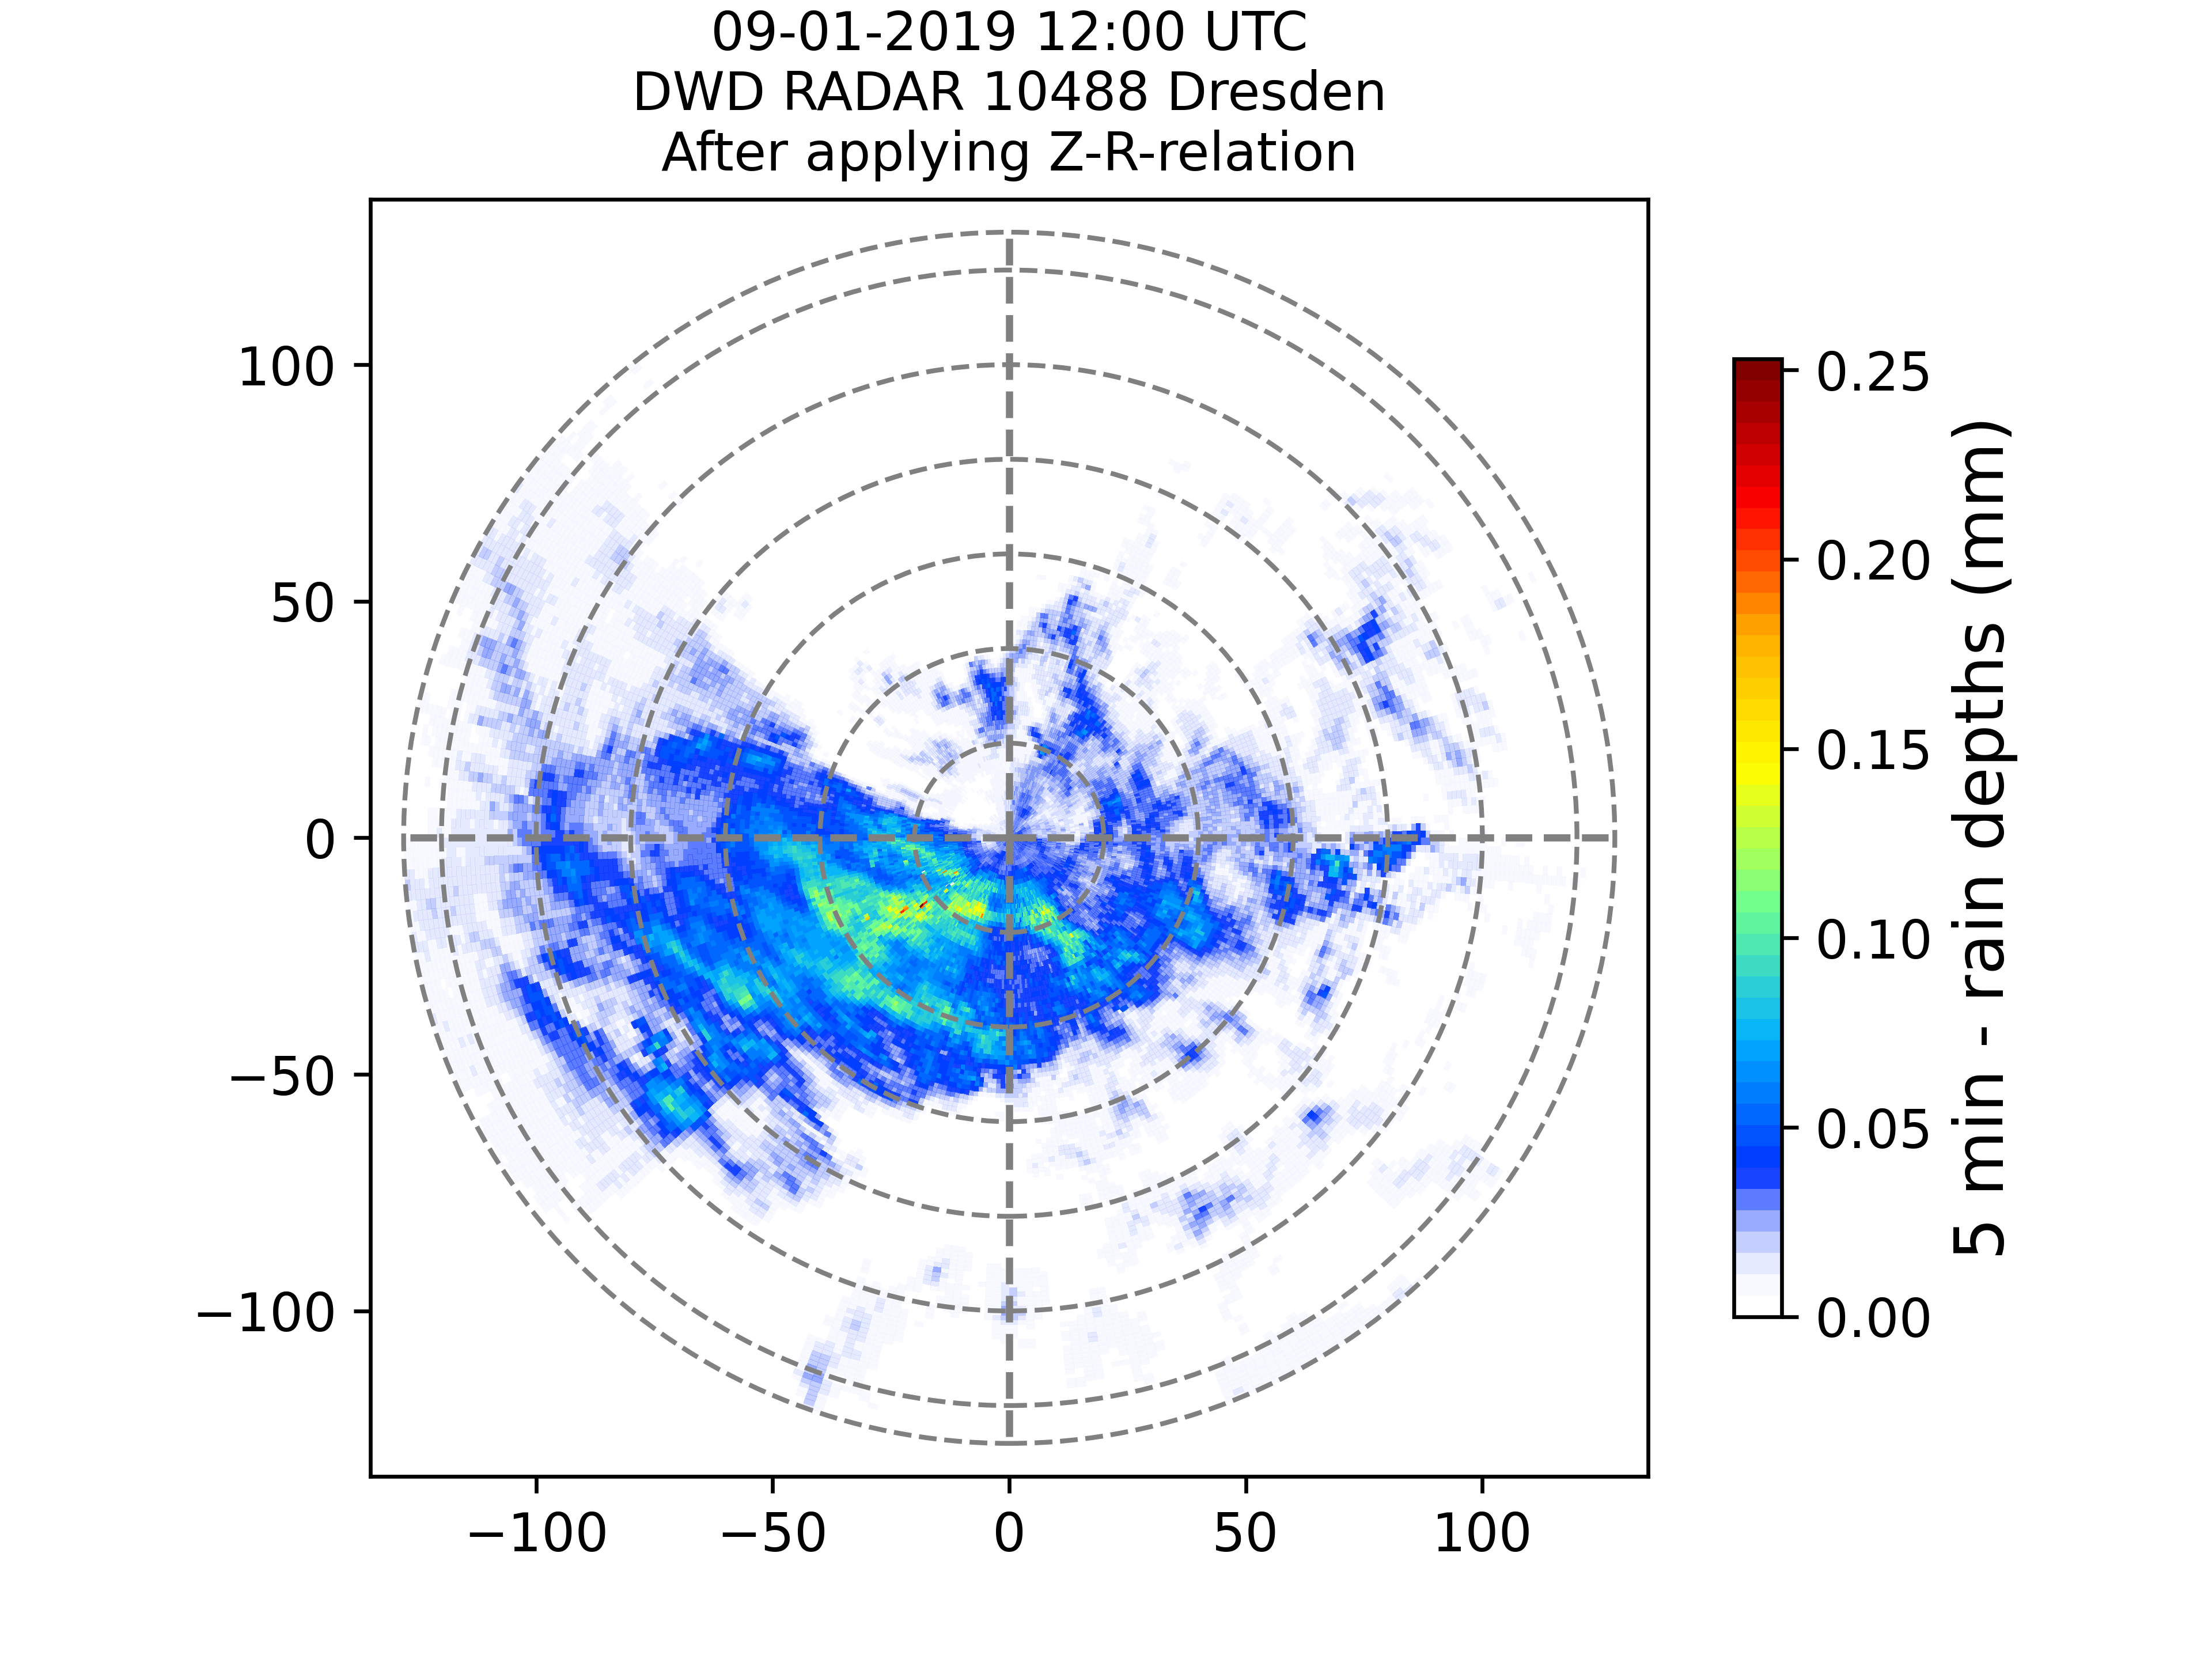 09-01-2019 12:00 UTC
DWD RADAR 10488 Dresden
After applying Z-R-relation
100
50
0
−50
−100
−100 −50 0 50 100
0.25
0.20
0.15
0.10
0.05
0.00
5 min - rain depths (mm)